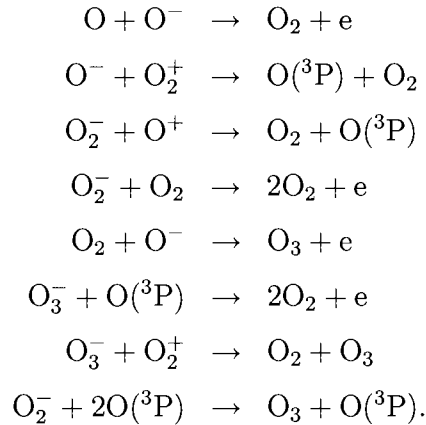 O + O⁻ → O₂ + e
O⁻ + O₂⁺ → O(³P) + O₂
O₂⁻ + O⁺ → O₂ + O(³P)
O₂⁻ + O₂ → 2O₂ + e
O₂ + O⁻ → O₃ + e
O₃⁻ + O(³P) → 2O₂ + e
O₃⁻ + O₂⁺ → O₂ + O₃
O₂⁻ + 2O(³P) → O₃ + O(³P).